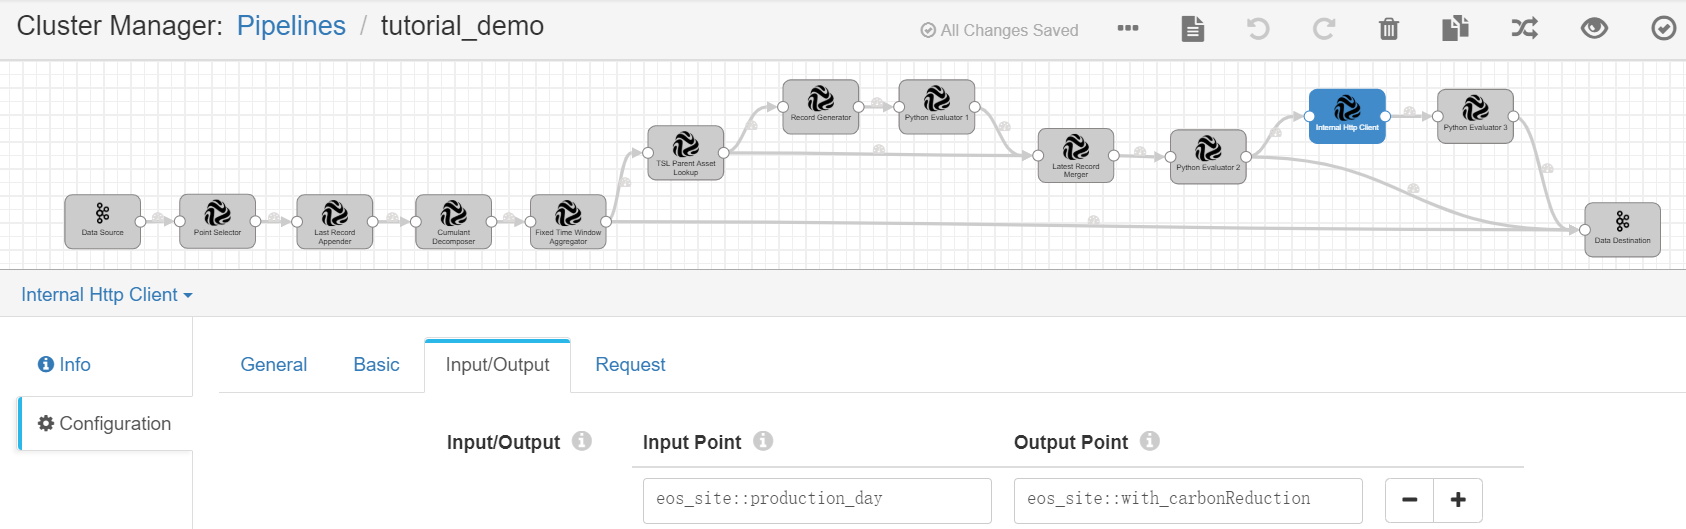 Cluster Manager: Pipelines / tutorial_demo
All Changes Saved
Record Generator
Python Evaluator 1
Internal Http Client
Python Evaluator 3
TSL Parent Asset
Lookup
Latest Record
Merger
Python Evaluator 2
Data Source
Point Selector
Last Record
Appender
Cumulant
Decomposer
Fixed Time Window
Aggregator
Data Destination
Internal Http Client
Info
Configuration
General
Basic
Input/Output
Request
Input/Output
Input Point
Output Point
eos_site::production_day
eos_site::with_carbonReduction